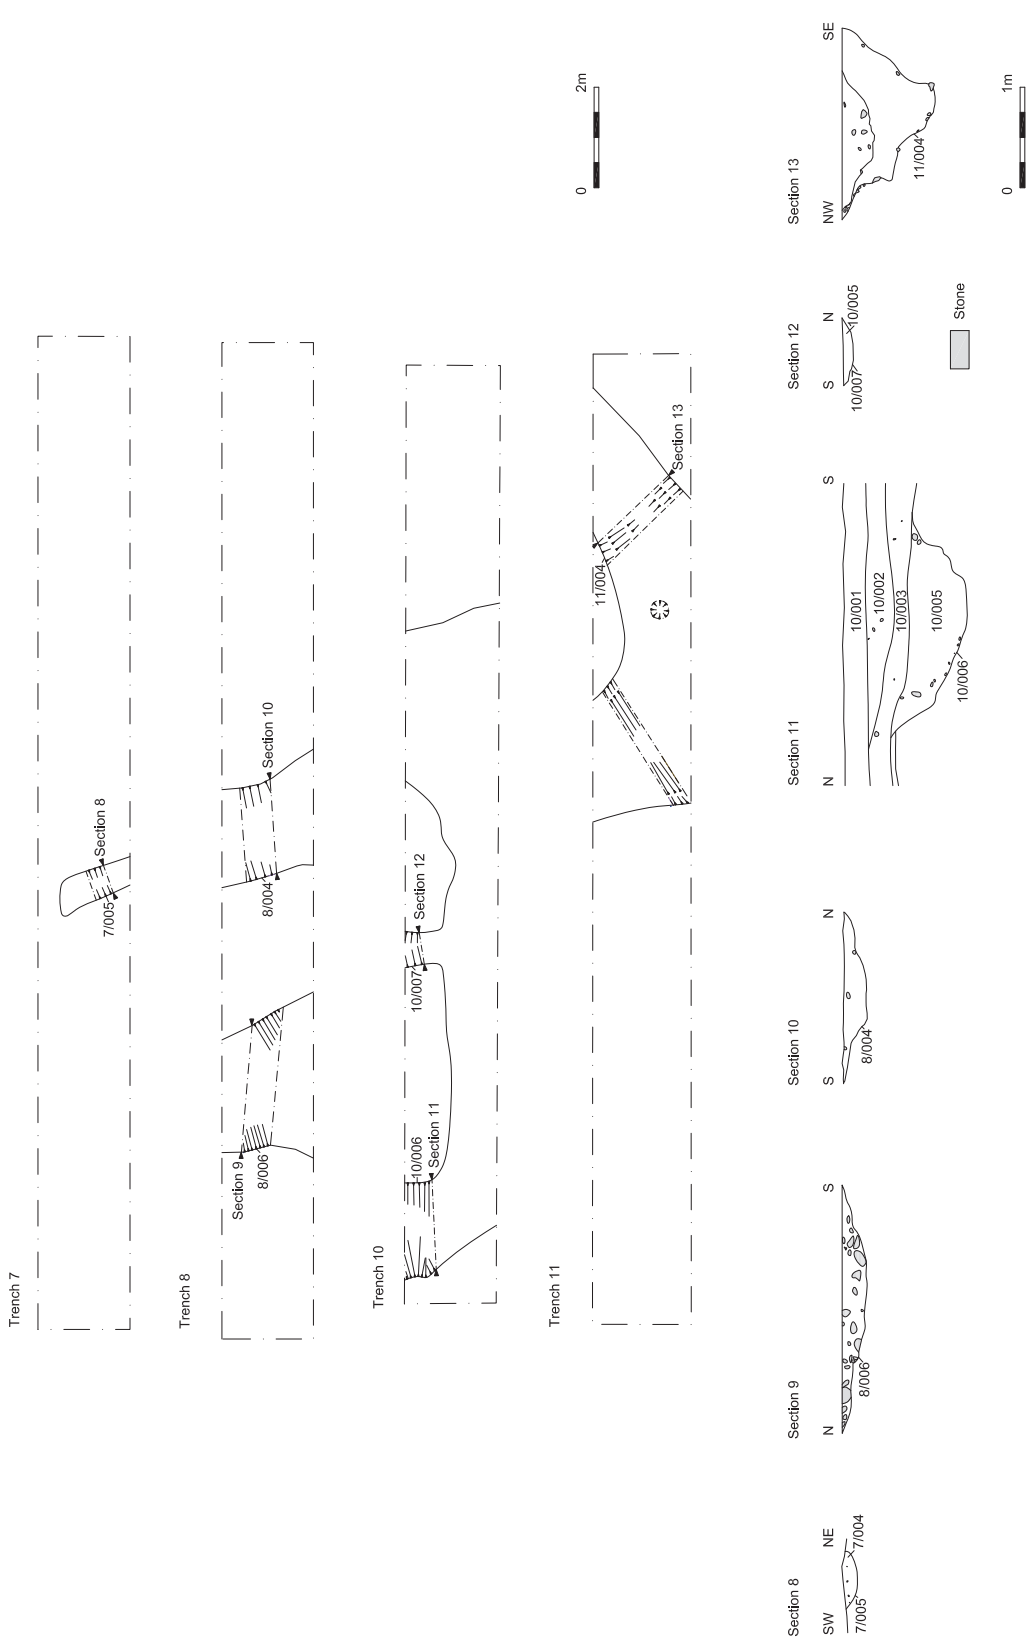 Trench 7
7/005
Section 8
Trench 8
Section 9
8/006
8/004
Section 10
Trench 10
10/006
Section 11
10/007
Section 12
Trench 11
11/004
Section 13
0
2m
Section 8
SW
NE
7/005
7/004
Section 9
N
S
8/006
Section 10
S
N
8/004
Section 11
N
S
10/001
10/002
10/003
10/005
10/006
Section 12
S
N
10/007
10/005
Stone
Section 13
NW
SE
11/004
0
1m